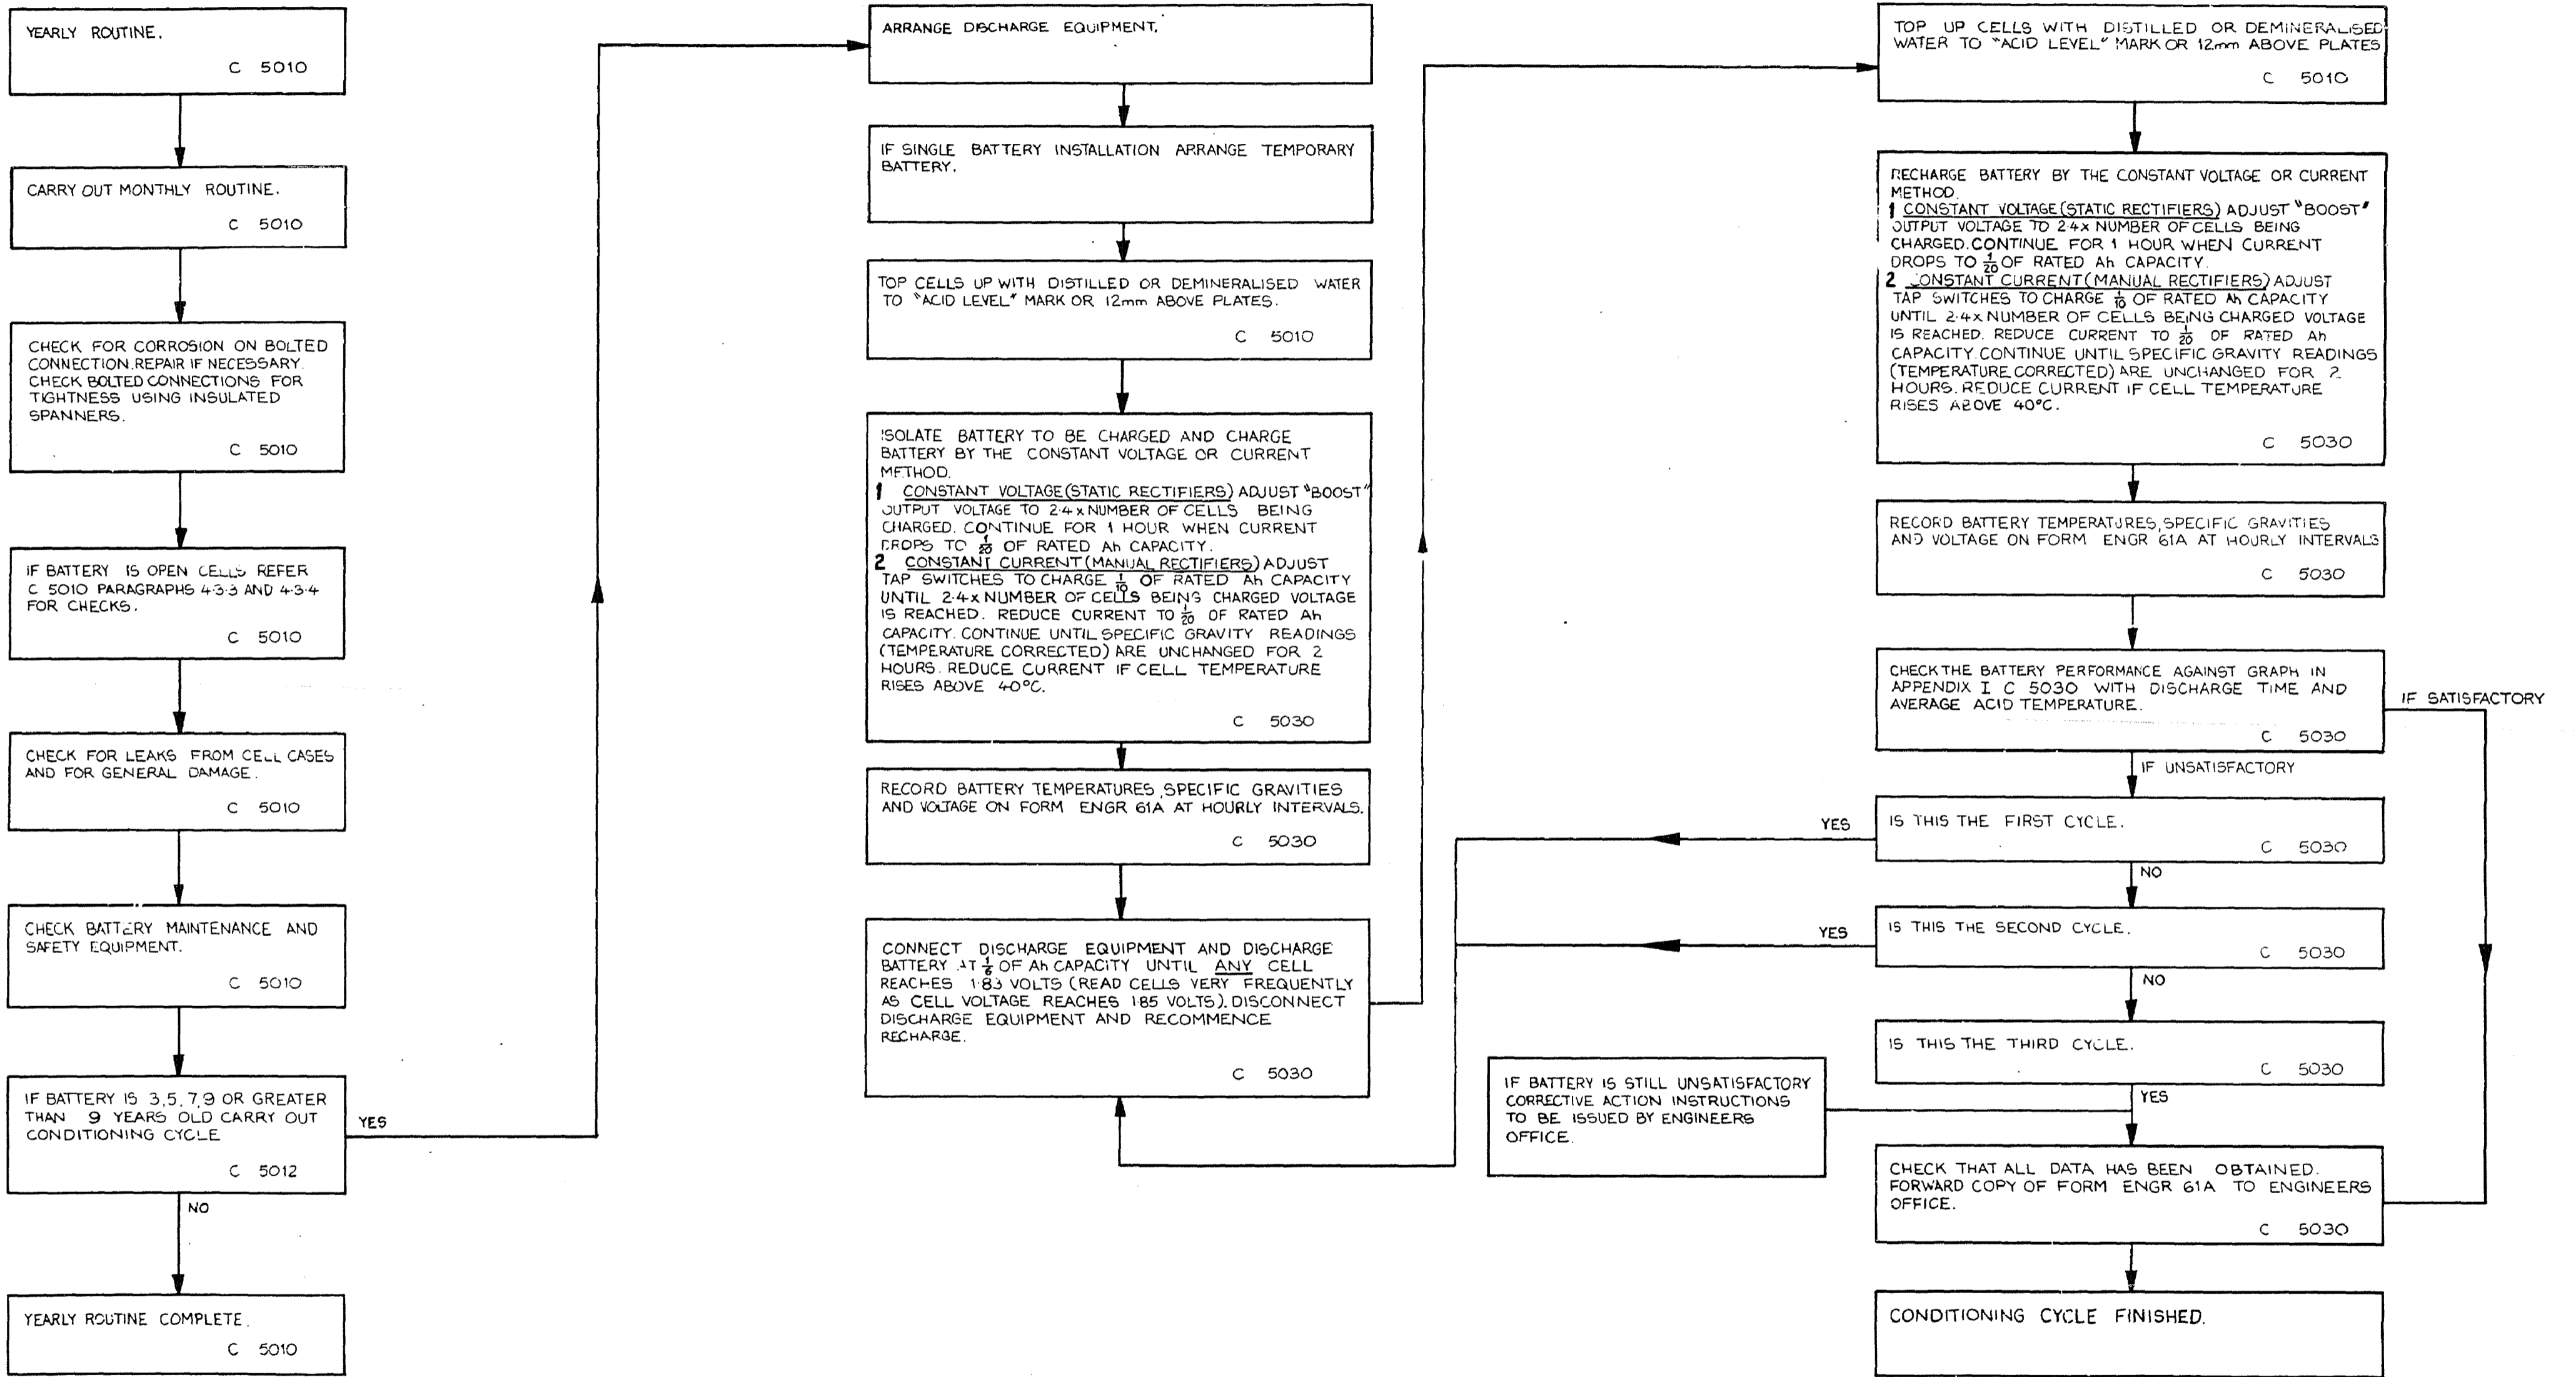 YEARLY ROUTINE.
C 5010
CARRY OUT MONTHLY ROUTINE.
C 5010
CHECK FOR CORROSION ON BOLTED
CONNECTION. REPAIR IF NECESSARY.
CHECK BOLTED CONNECTIONS FOR
TIGHTNESS USING INSULATED
SPANNERS.
C 5010
IF BATTERY IS OPEN CELLS REFER
C 5010 PARAGRAPHS 4·3·3 AND 4·3·4
FOR CHECKS.
C 5010
CHECK FOR LEAKS FROM CELL CASES
AND FOR GENERAL DAMAGE.
C 5010
CHECK BATTERY MAINTENANCE AND
SAFETY EQUIPMENT.
C 5010
IF BATTERY IS 3,5,7,9 OR GREATER
THAN 9 YEARS OLD CARRY OUT
CONDITIONING CYCLE
C 5012
YES
NO
YEARLY ROUTINE COMPLETE.
C 5010
ARRANGE DISCHARGE EQUIPMENT.
IF SINGLE BATTERY INSTALLATION ARRANGE TEMPORARY
BATTERY.
TOP CELLS UP WITH DISTILLED OR DEMINERALISED WATER
TO "ACID LEVEL" MARK OR 12mm ABOVE PLATES.
C 5010
ISOLATE BATTERY TO BE CHARGED AND CHARGE
BATTERY BY THE CONSTANT VOLTAGE OR CURRENT
METHOD.
1 CONSTANT VOLTAGE (STATIC RECTIFIERS) ADJUST "BOOST"
OUTPUT VOLTAGE TO 2·4 x NUMBER OF CELLS BEING
CHARGED. CONTINUE FOR 1 HOUR WHEN CURRENT
DROPS TO 1/20 OF RATED Ah CAPACITY.
2 CONSTANT CURRENT (MANUAL RECTIFIERS) ADJUST
TAP SWITCHES TO CHARGE 1/10 OF RATED Ah CAPACITY
UNTIL 2·4 x NUMBER OF CELLS BEING CHARGED VOLTAGE
IS REACHED. REDUCE CURRENT TO 1/20 OF RATED Ah
CAPACITY. CONTINUE UNTIL SPECIFIC GRAVITY READINGS
(TEMPERATURE CORRECTED) ARE UNCHANGED FOR 2
HOURS. REDUCE CURRENT IF CELL TEMPERATURE
RISES ABOVE 40°C.
C 5030
RECORD BATTERY TEMPERATURES, SPECIFIC GRAVITIES
AND VOLTAGE ON FORM ENGR 61A AT HOURLY INTERVALS.
C 5030
CONNECT DISCHARGE EQUIPMENT AND DISCHARGE
BATTERY AT 1/6 OF Ah CAPACITY UNTIL ANY CELL
REACHES 1·83 VOLTS (READ CELLS VERY FREQUENTLY
AS CELL VOLTAGE REACHES 1·85 VOLTS). DISCONNECT
DISCHARGE EQUIPMENT AND RECOMMENCE
RECHARGE.
C 5030
TOP UP CELLS WITH DISTILLED OR DEMINERALISED
WATER TO "ACID LEVEL" MARK OR 12mm ABOVE PLATES
C 5010
RECHARGE BATTERY BY THE CONSTANT VOLTAGE OR CURRENT
METHOD.
1 CONSTANT VOLTAGE (STATIC RECTIFIERS) ADJUST "BOOST"
OUTPUT VOLTAGE TO 2·4 x NUMBER OF CELLS BEING
CHARGED. CONTINUE FOR 1 HOUR WHEN CURRENT
DROPS TO 1/20 OF RATED Ah CAPACITY.
2 CONSTANT CURRENT (MANUAL RECTIFIERS) ADJUST
TAP SWITCHES TO CHARGE 1/10 OF RATED Ah CAPACITY
UNTIL 2·4 x NUMBER OF CELLS BEING CHARGED VOLTAGE
IS REACHED. REDUCE CURRENT TO 1/20 OF RATED Ah
CAPACITY. CONTINUE UNTIL SPECIFIC GRAVITY READINGS
(TEMPERATURE CORRECTED) ARE UNCHANGED FOR 2
HOURS. REDUCE CURRENT IF CELL TEMPERATURE
RISES ABOVE 40°C.
C 5030
RECORD BATTERY TEMPERATURES, SPECIFIC GRAVITIES
AND VOLTAGE ON FORM ENGR 61A AT HOURLY INTERVALS
C 5030
CHECK THE BATTERY PERFORMANCE AGAINST GRAPH IN
APPENDIX I C 5030 WITH DISCHARGE TIME AND
AVERAGE ACID TEMPERATURE.
C 5030
IF SATISFACTORY
IF UNSATISFACTORY
IS THIS THE FIRST CYCLE.
C 5030
YES
NO
IS THIS THE SECOND CYCLE.
C 5030
YES
NO
IS THIS THE THIRD CYCLE.
C 5030
YES
IF BATTERY IS STILL UNSATISFACTORY
CORRECTIVE ACTION INSTRUCTIONS
TO BE ISSUED BY ENGINEERS
OFFICE.
CHECK THAT ALL DATA HAS BEEN OBTAINED.
FORWARD COPY OF FORM ENGR 61A TO ENGINEERS
OFFICE.
C 5030
CONDITIONING CYCLE FINISHED.